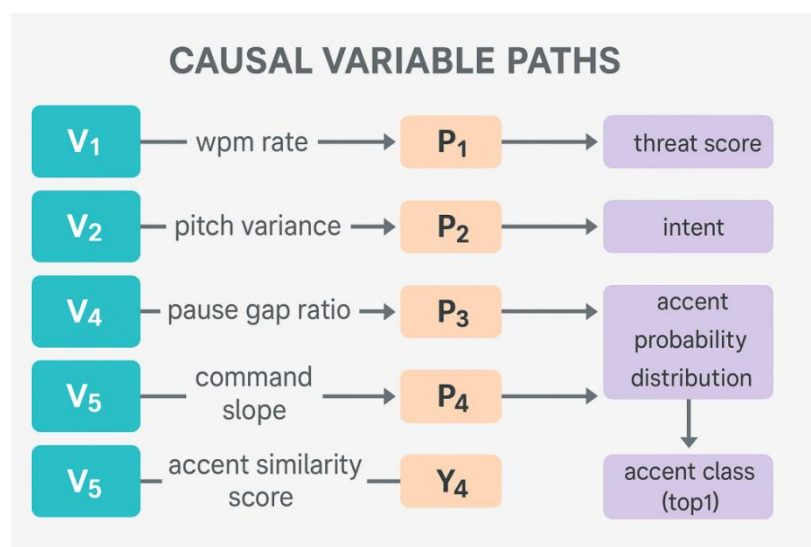 CAUSAL VARIABLE PATHS
V₁ wpm rate P₁ threat score
V₂ pitch variance P₂ intent
V₄ pause gap ratio P₃ accent
probability
distribution
V₅ command
slope P₄
V₅ accent similarity
score Y₄ accent class
(top1)